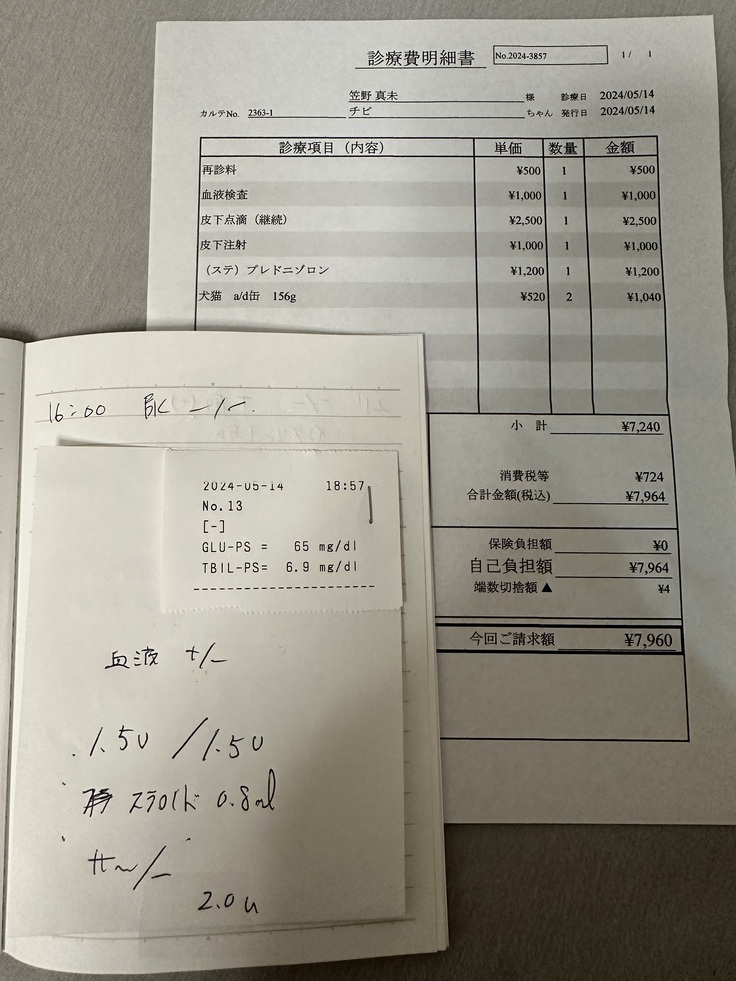 診療費明細書 No.2024-3857 1/ 1
笠野 真未 様 診療日 2024/05/14
カルテNo. 2363-1 チビ ちゃん 発行日 2024/05/14
診療項目（内容） 単価 数量 金額
再診料 ¥500 1 ¥500
血液検査 ¥1,000 1 ¥1,000
皮下点滴（継続） ¥2,500 1 ¥2,500
皮下注射 ¥1,000 1 ¥1,000
（ステ）プレドニゾロン ¥1,200 1 ¥1,200
犬猫 a/d缶 156g ¥520 2 ¥1,040
小 計 ¥7,240
消費税等 ¥724
合計金額(税込) ¥7,964
保険負担額 ¥0
自己負担額 ¥7,964
端数切捨額 ▲ ¥4
今回ご請求額 ¥7,960
16:00 尿 -/-.
2024-05-14 18:57
No.13
[-]
GLU-PS = 65 mg/dl
TBIL-PS= 6.9 mg/dl
血液 +/-
1.5U / 1.5U
ステロイド 0.8ml
2.0u